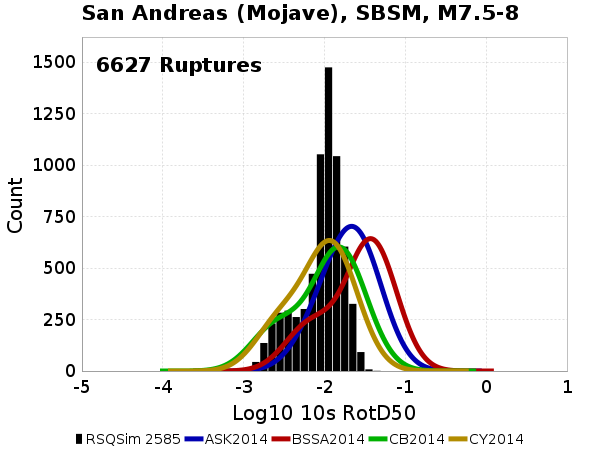 San Andreas (Mojave), SBSM, M7.5-8
6627 Ruptures
Count
1500
1250
1000
750
500
250
0
-5 -4 -3 -2 -1 0 1
Log10 10s RotD50
RSQSim 2585 ASK2014 BSSA2014 CB2014 CY2014